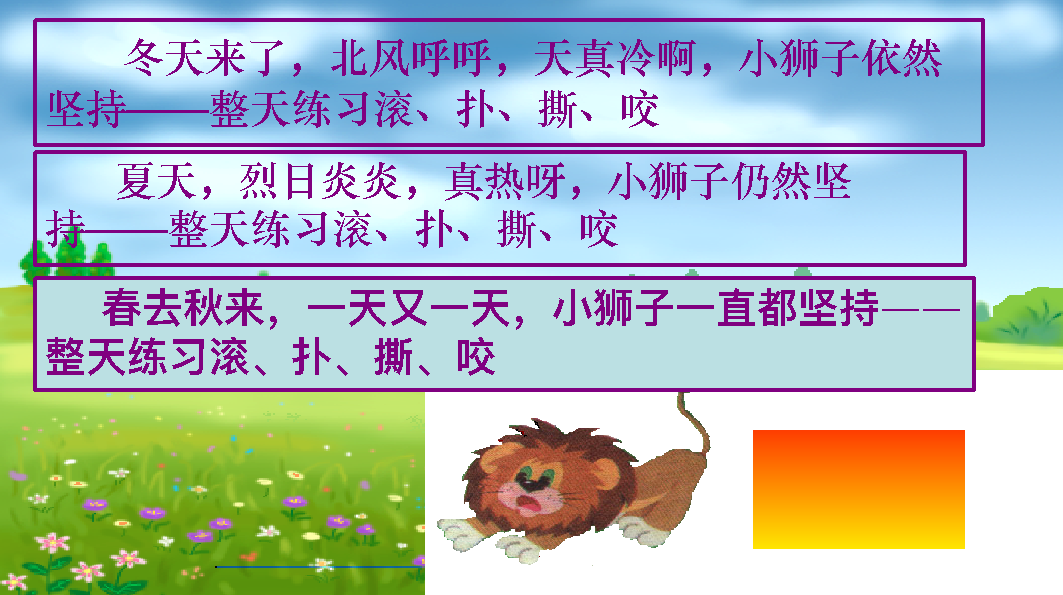 冬天来了，北风呼呼，天真冷啊，小狮子依然
坚持——整天练习滚、扑、撕、咬
夏天，烈日炎炎，真热呀，小狮子仍然坚
持——整天练习滚、扑、撕、咬
春去秋来，一天又一天，小狮子一直都坚持——
整天练习滚、扑、撕、咬